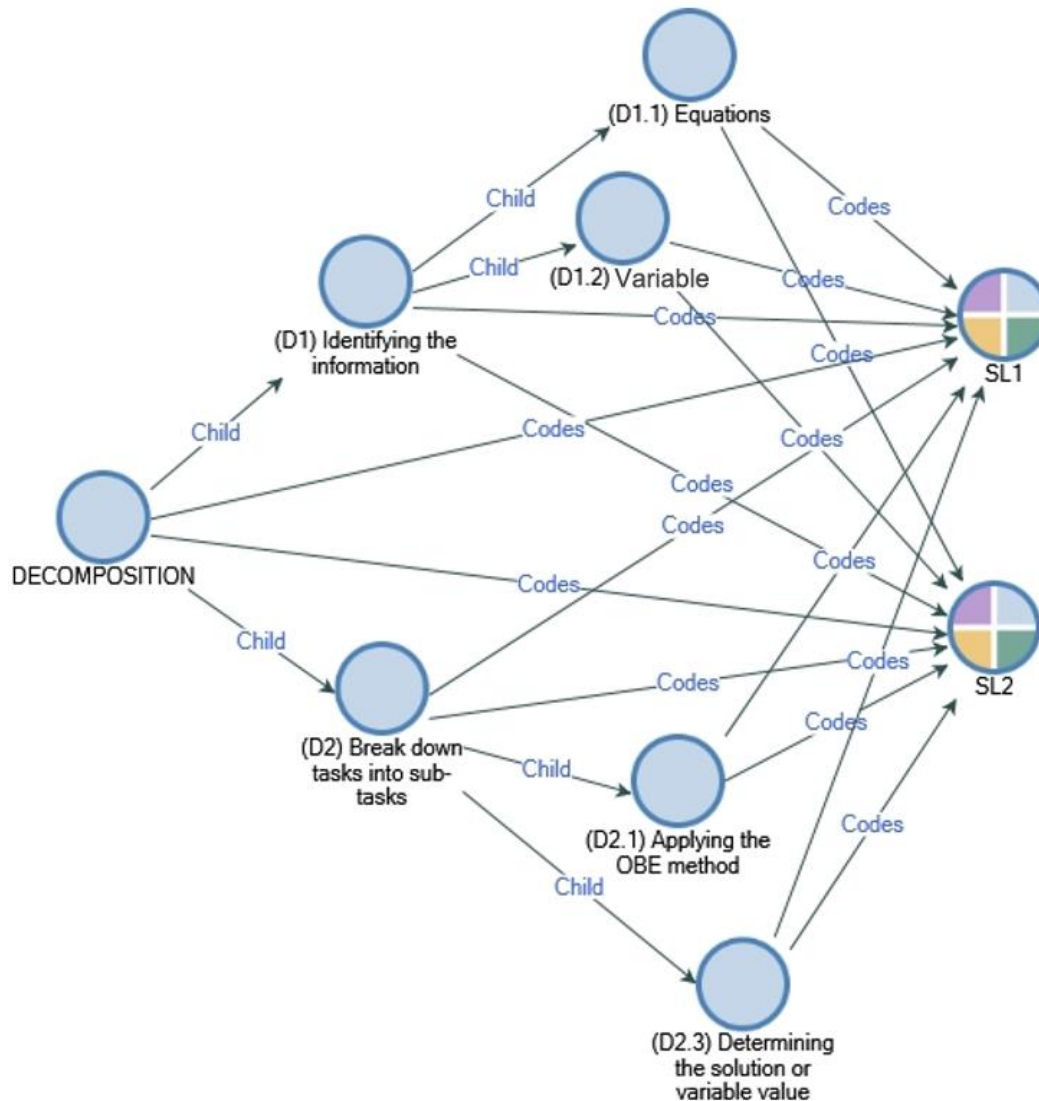 (D1.1) Equations
Child
Codes
(D1.2) Variable
Child
Codes
Codes
(D1) Identifying the
information
Codes
SL1
Child
Codes
Codes
Codes
Codes
DECOMPOSITION
Codes
Codes
Child
Codes
Codes
SL2
(D2) Break down
tasks into sub-
tasks
Child
Codes
(D2.1) Applying the
OBE method
Codes
Child
(D2.3) Determining
the solution or
variable value